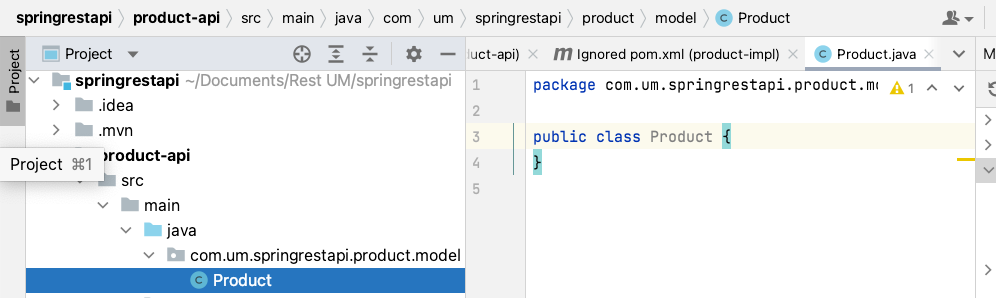 springrestapi 〉 product-api 〉 src 〉 main 〉 java 〉 com 〉 um 〉 springrestapi 〉 product 〉 model 〉 Product
Project
Project
uct-api)
Ignored pom.xml (product-impl)
Product.java
M
springrestapi ~/Documents/Rest UM/springrestapi
.idea
.mvn
product-api
Project ⌘1
src
main
java
com.um.springrestapi.product.model
Product
1 package com.um.springrestapi.product.mo
1
2
3 public class Product {
4 }
5